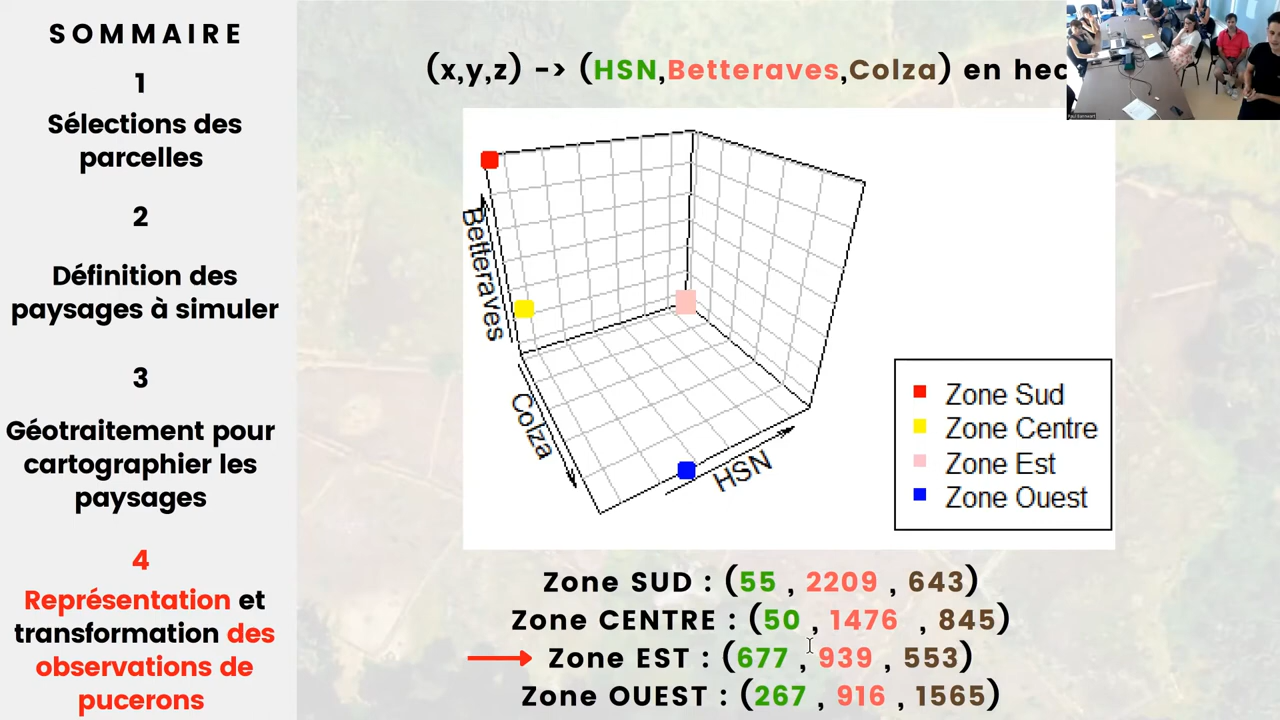 SOMMAIRE
1
Sélections des
parcelles
2
Définition des
paysages à simuler
3
Géotraitement pour
cartographier les
paysages
4
Représentation et
transformation des
observations de
pucerons
(x,y,z) -> (HSN,Betteraves,Colza) en hec
Betteraves
Colza
HSN
Zone Sud
Zone Centre
Zone Est
Zone Ouest
Zone SUD : (55 , 2209 , 643)
Zone CENTRE : (50 , 1476 , 845)
Zone EST : (677 , 939 , 553)
Zone OUEST : (267 , 916 , 1565)